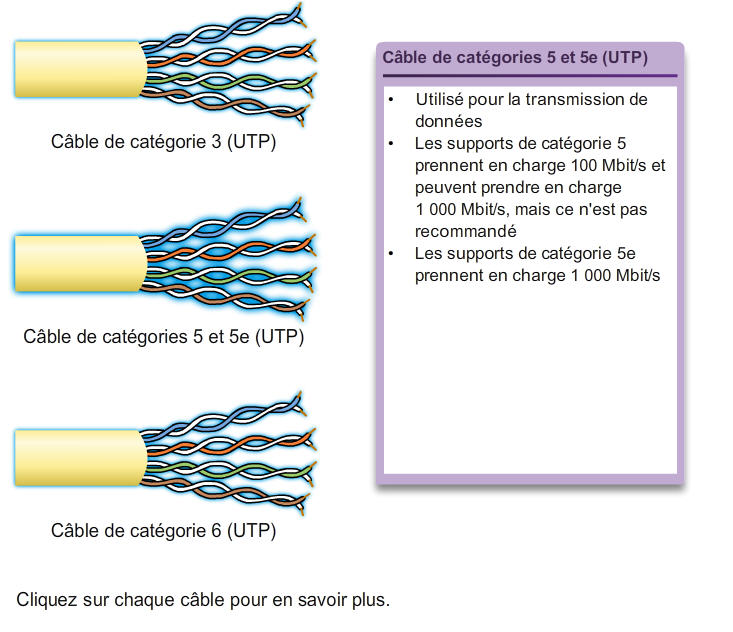 Câble de catégorie 3 (UTP)
Câble de catégories 5 et 5e (UTP)
Câble de catégorie 6 (UTP)
Câble de catégories 5 et 5e (UTP)
• Utilisé pour la transmission de
données
• Les supports de catégorie 5
prennent en charge 100 Mbit/s et
peuvent prendre en charge
1 000 Mbit/s, mais ce n'est pas
recommandé
• Les supports de catégorie 5e
prennent en charge 1 000 Mbit/s
Cliquez sur chaque câble pour en savoir plus.